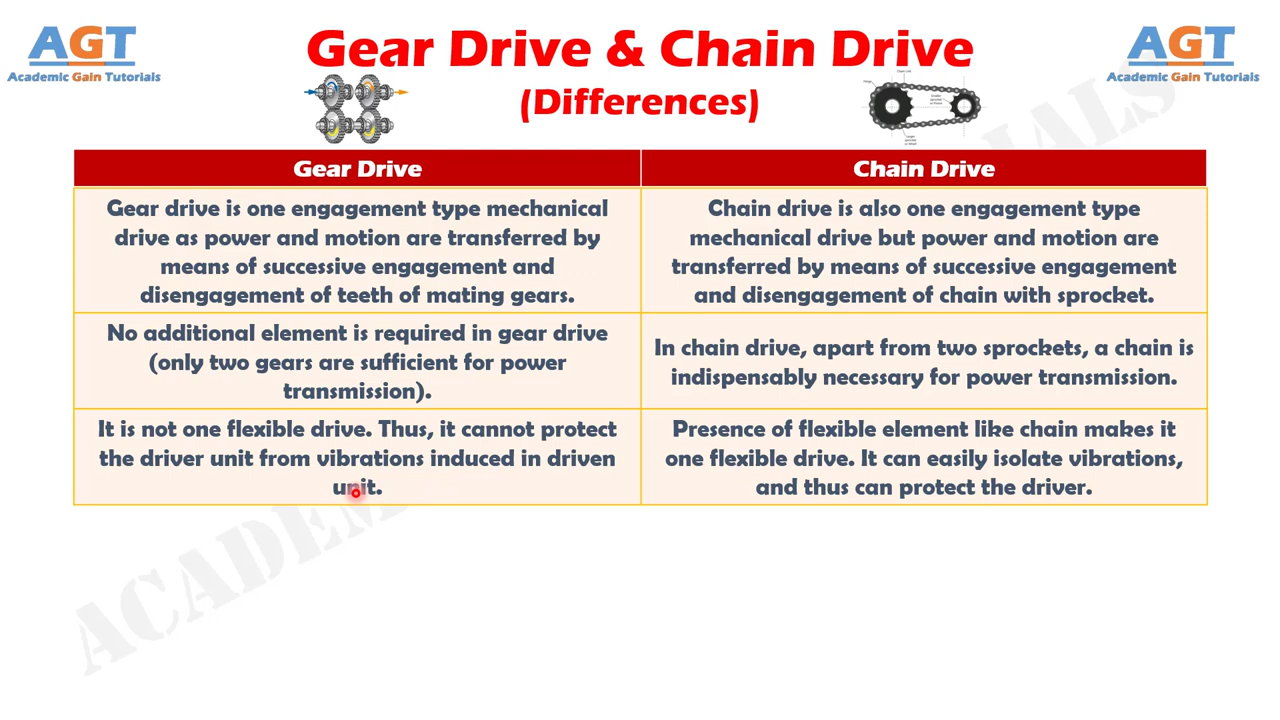 AGT
Academic Gain Tutorials
Gear Drive & Chain Drive
(Differences)
AGT
Academic Gain Tutorials
Gear Drive
Chain Drive
Gear drive is one engagement type mechanical
drive as power and motion are transferred by
means of successive engagement and
disengagement of teeth of mating gears.
Chain drive is also one engagement type
mechanical drive but power and motion are
transferred by means of successive engagement
and disengagement of chain with sprocket.
No additional element is required in gear drive
(only two gears are sufficient for power
transmission).
In chain drive, apart from two sprockets, a chain is
indispensably necessary for power transmission.
It is not one flexible drive. Thus, it cannot protect
the driver unit from vibrations induced in driven
unit.
Presence of flexible element like chain makes it
one flexible drive. It can easily isolate vibrations,
and thus can protect the driver.